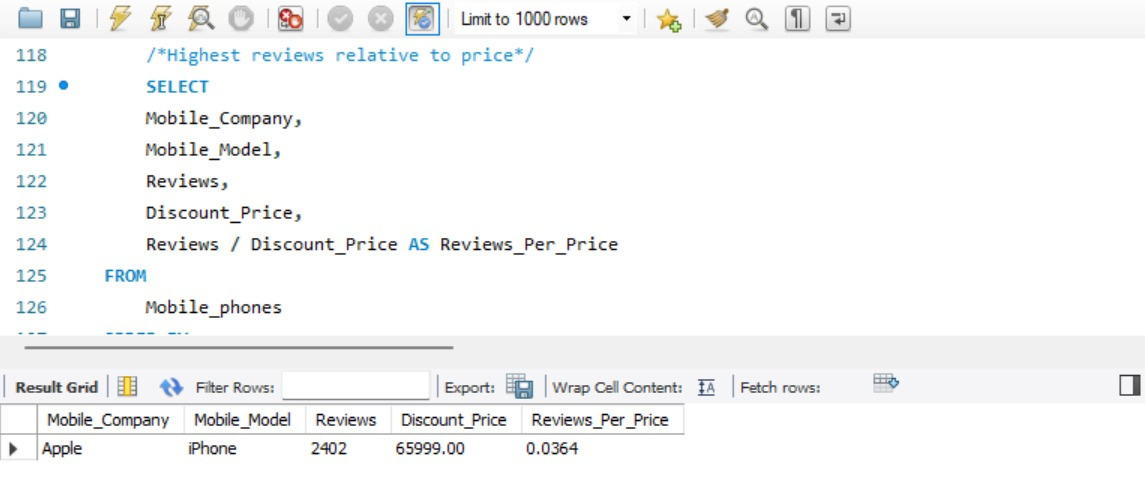 Limit to 1000 rows
118 /*Highest reviews relative to price*/
119 SELECT
120 Mobile_Company,
121 Mobile_Model,
122 Reviews,
123 Discount_Price,
124 Reviews / Discount_Price AS Reviews_Per_Price
125 FROM
126 Mobile_phones
Result Grid Filter Rows: Export: Wrap Cell Content: Fetch rows:
Mobile_Company Mobile_Model Reviews Discount_Price Reviews_Per_Price
Apple iPhone 2402 65999.00 0.0364